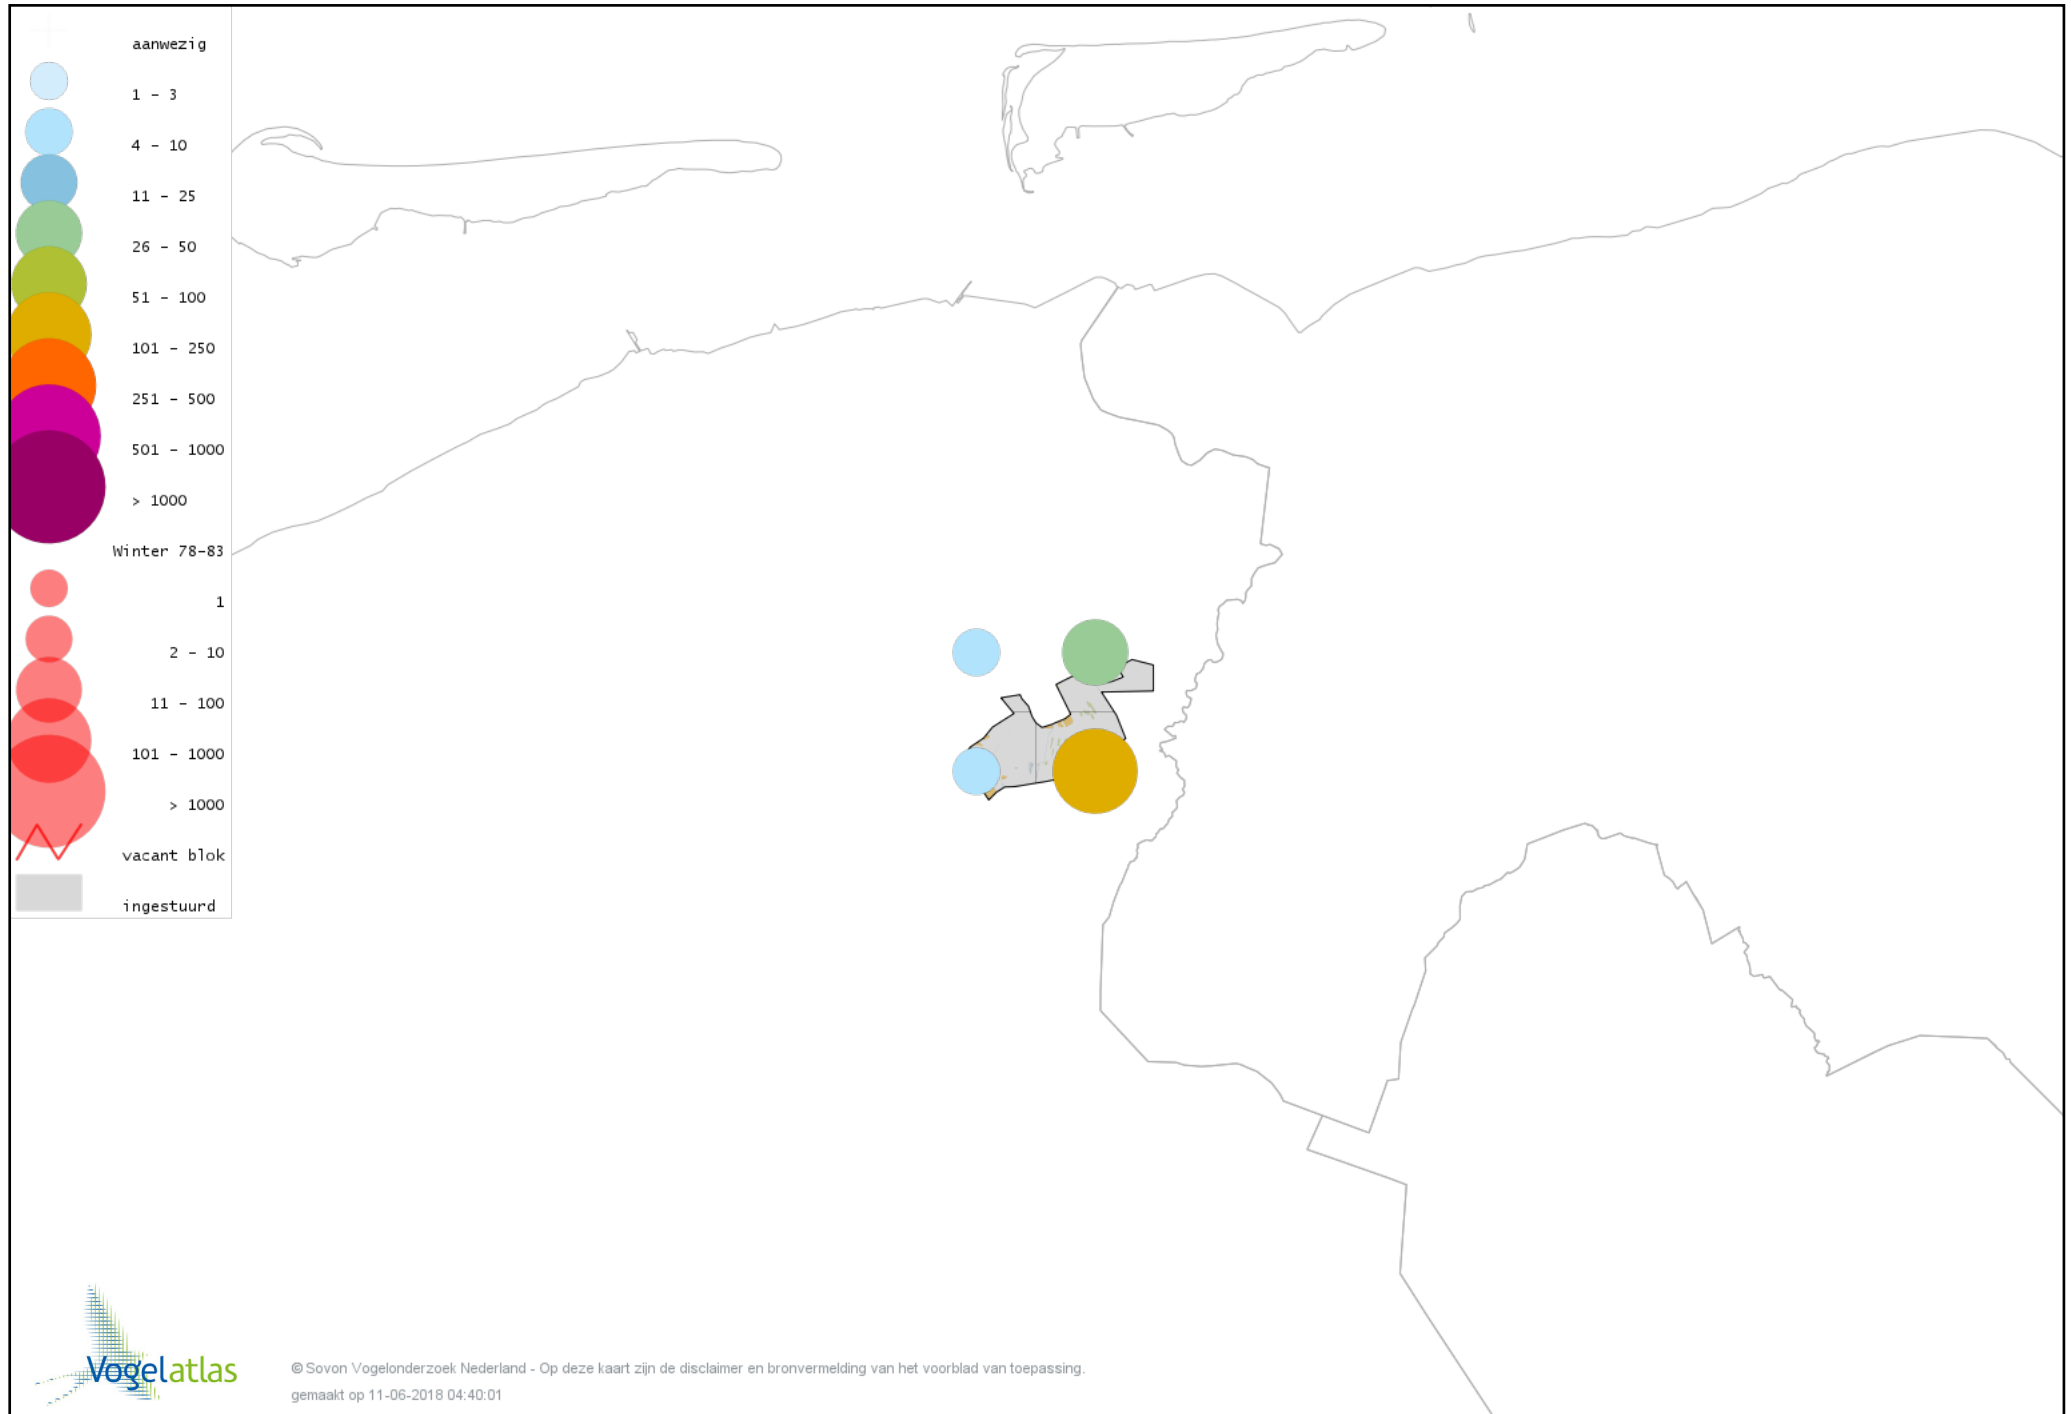 aanwezig
1 - 3
4 - 10
11 - 25
26 - 50
51 - 100
101 - 250
251 - 500
501 - 1000
> 1000
Winter 78-83
1
2 - 10
11 - 100
101 - 1000
> 1000
vacant blok
ingestuurd
Vogelatlas
© Sovon Vogelonderzoek Nederland - Op deze kaart zijn de disclaimer en bronvermelding van het voorblad van toepassing.
gemaakt op 11-06-2018 04:40:01